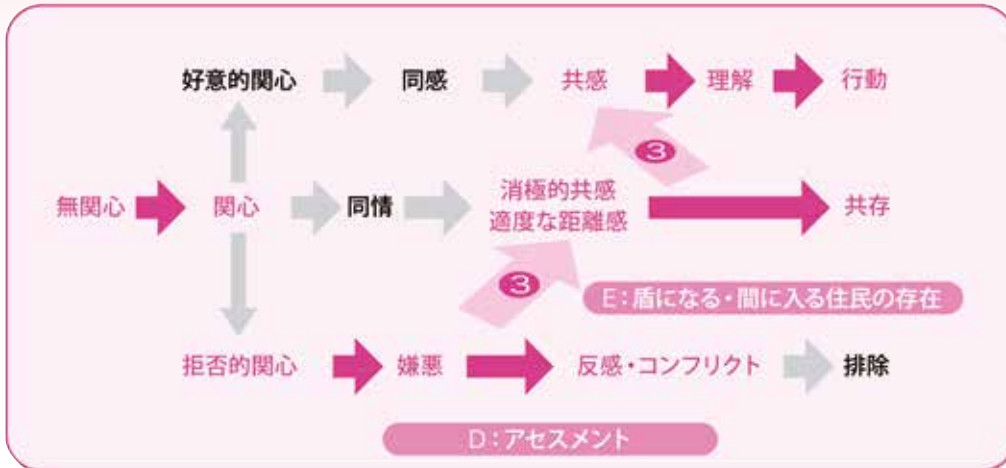 好意的関心 同感 共感 理解 行動
❸
無関心 関心 同情 消極的共感 共存
適度な距離感
❸
E：盾になる・間に入る住民の存在
拒否的関心 嫌悪 反感・コンフリクト 排除
D：アセスメント